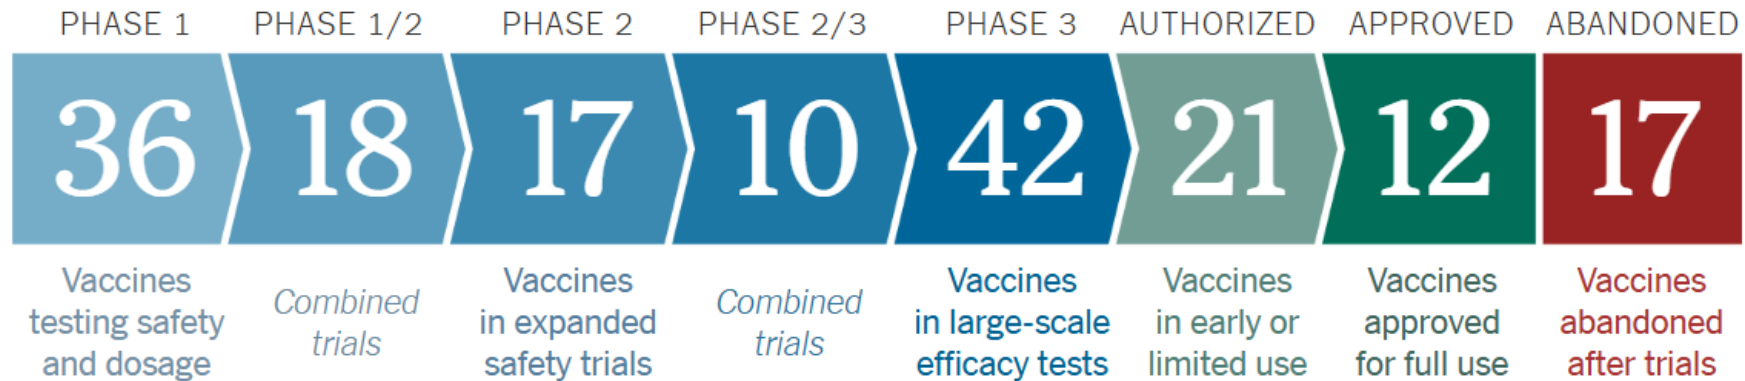 PHASE 1 PHASE 1/2 PHASE 2 PHASE 2/3 PHASE 3 AUTHORIZED APPROVED ABANDONED
36 18 17 10 42 21 12 17
Vaccines
testing safety
and dosage
Combined
trials
Vaccines
in expanded
safety trials
Combined
trials
Vaccines
in large-scale
efficacy tests
Vaccines
in early or
limited use
Vaccines
approved
for full use
Vaccines
abandoned
after trials